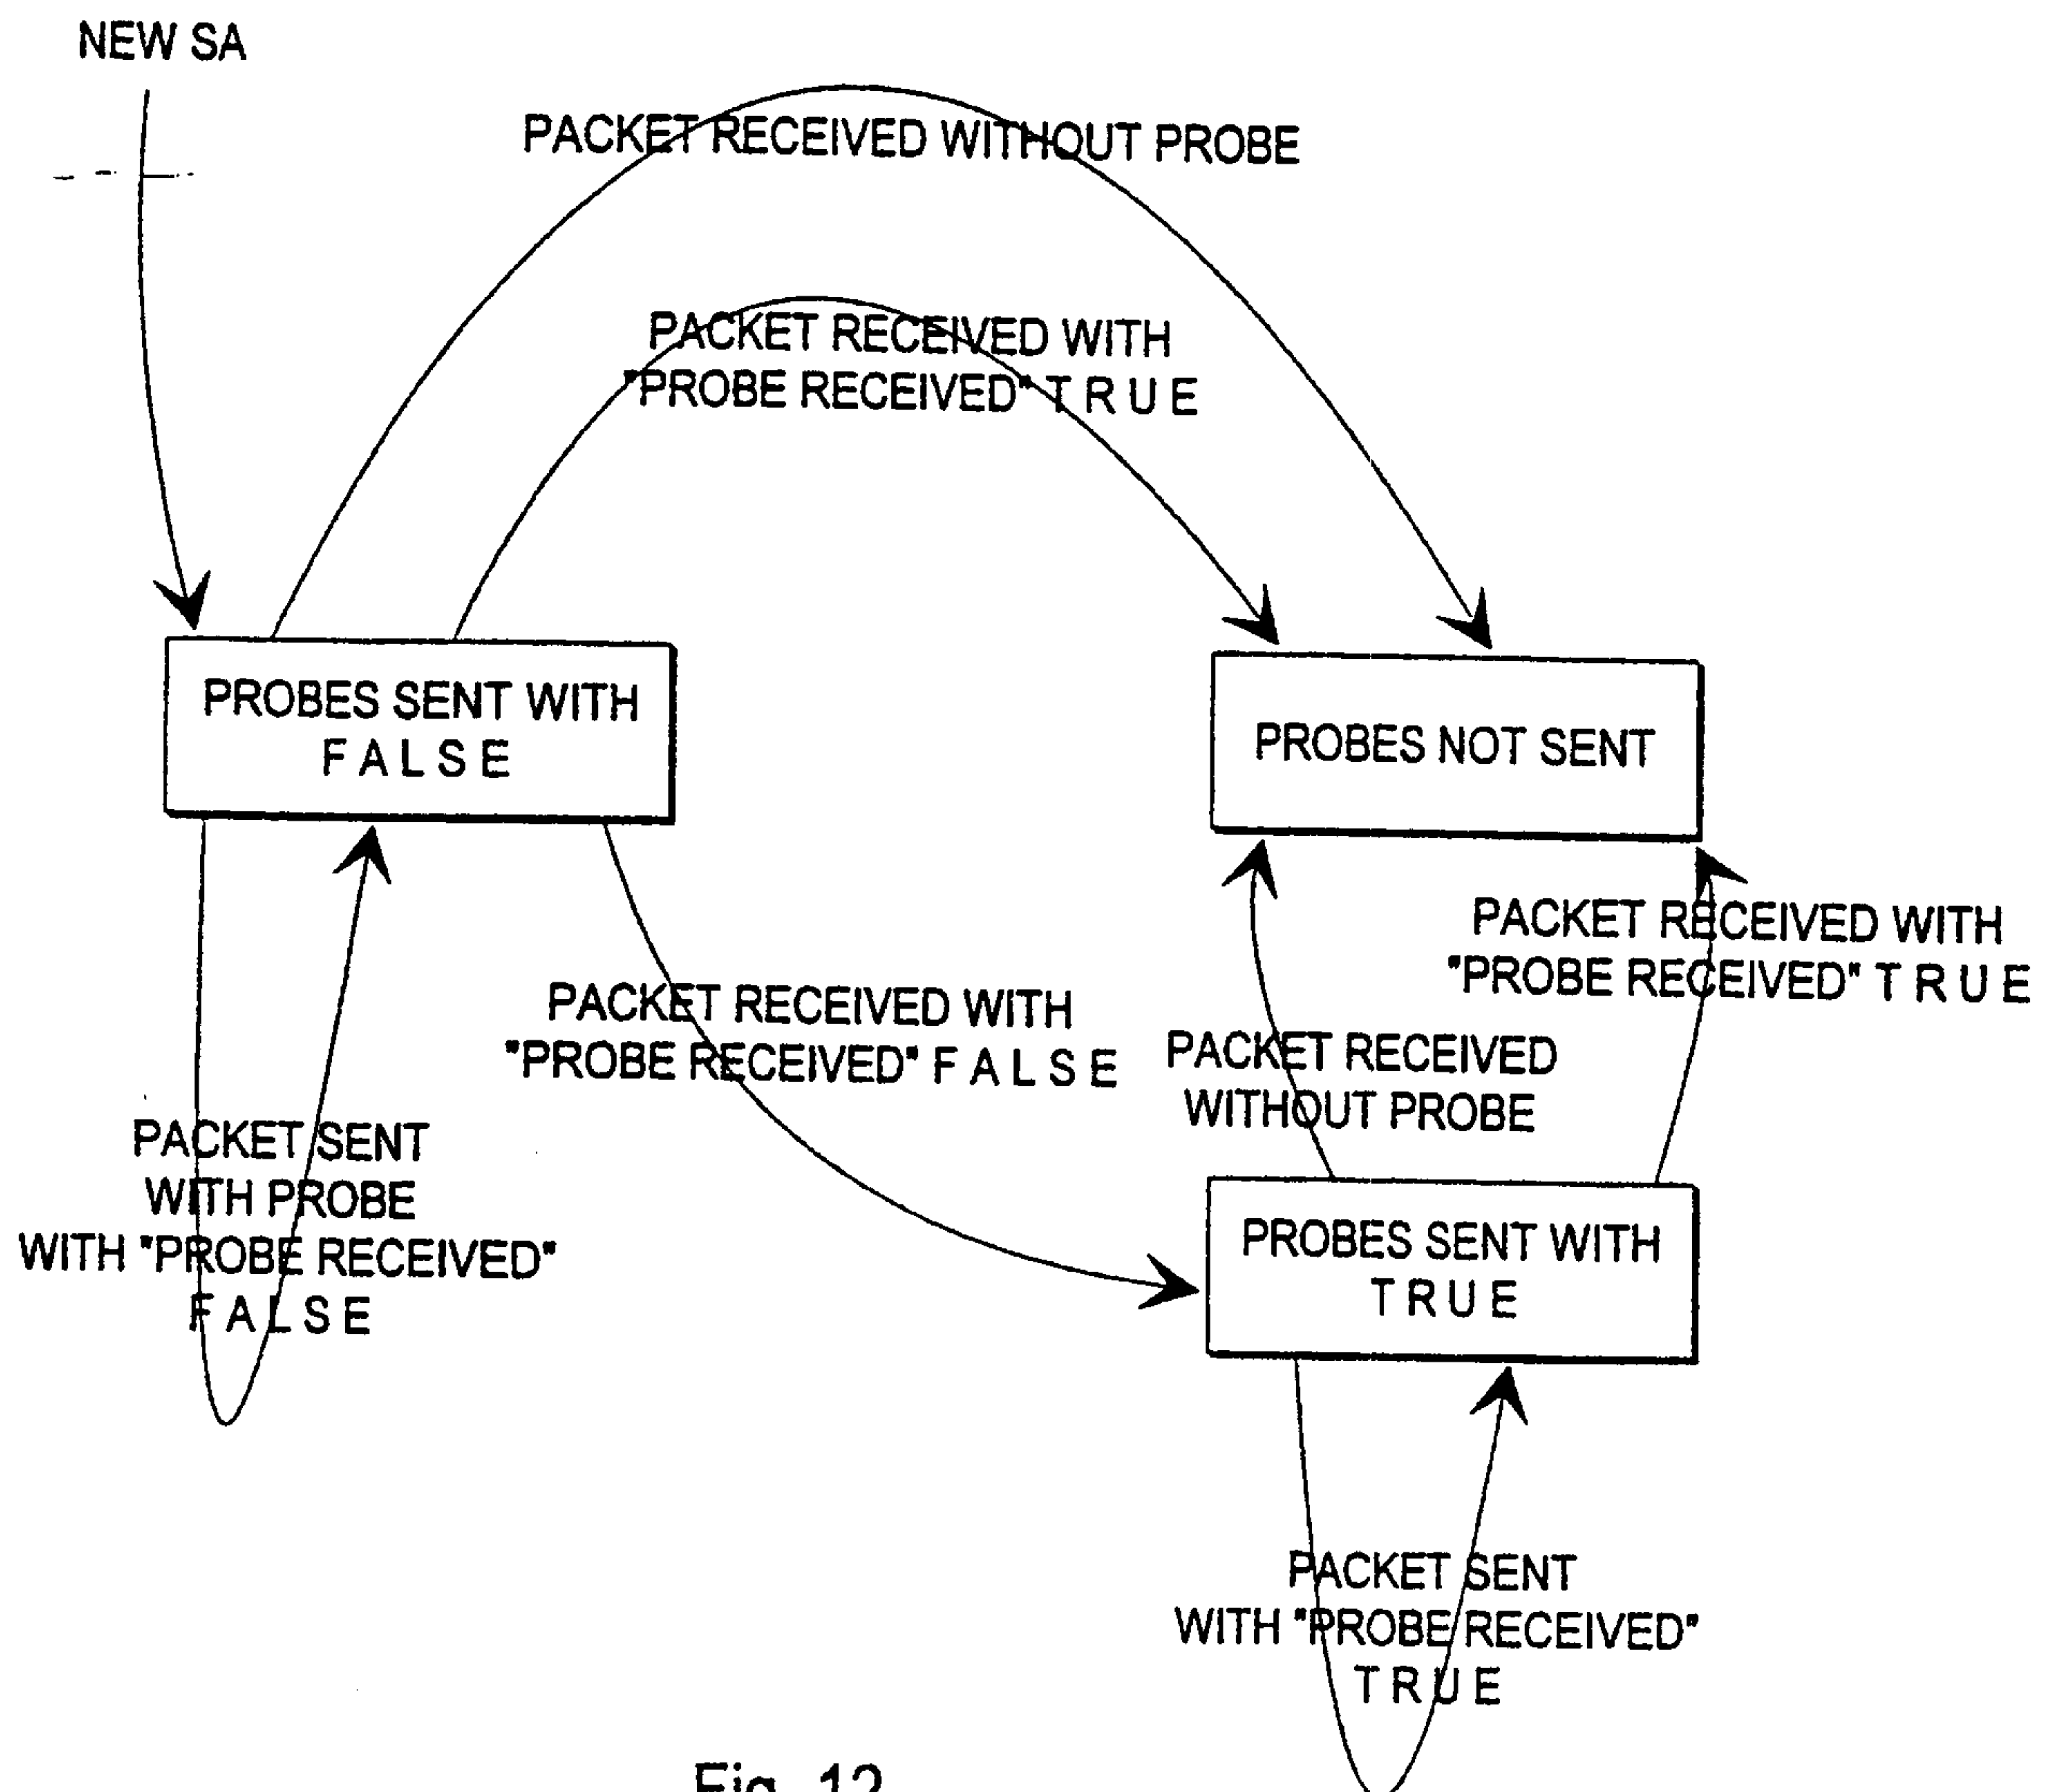 NEW SA
PACKET RECEIVED WITHOUT PROBE
PACKET RECEIVED WITH
"PROBE RECEIVED" T R U E
PROBES SENT WITH
F A L S E
PROBES NOT SENT
PACKET RECEIVED WITH
"PROBE RECEIVED" T R U E
PACKET RECEIVED WITH
"PROBE RECEIVED" F A L S E
PACKET RECEIVED
WITHOUT PROBE
PACKET SENT
WITH PROBE
WITH "PROBE RECEIVED"
F A L S E
PROBES SENT WITH
T R U E
PACKET SENT
WITH "PROBE RECEIVED"
T R U E
Fig. 12